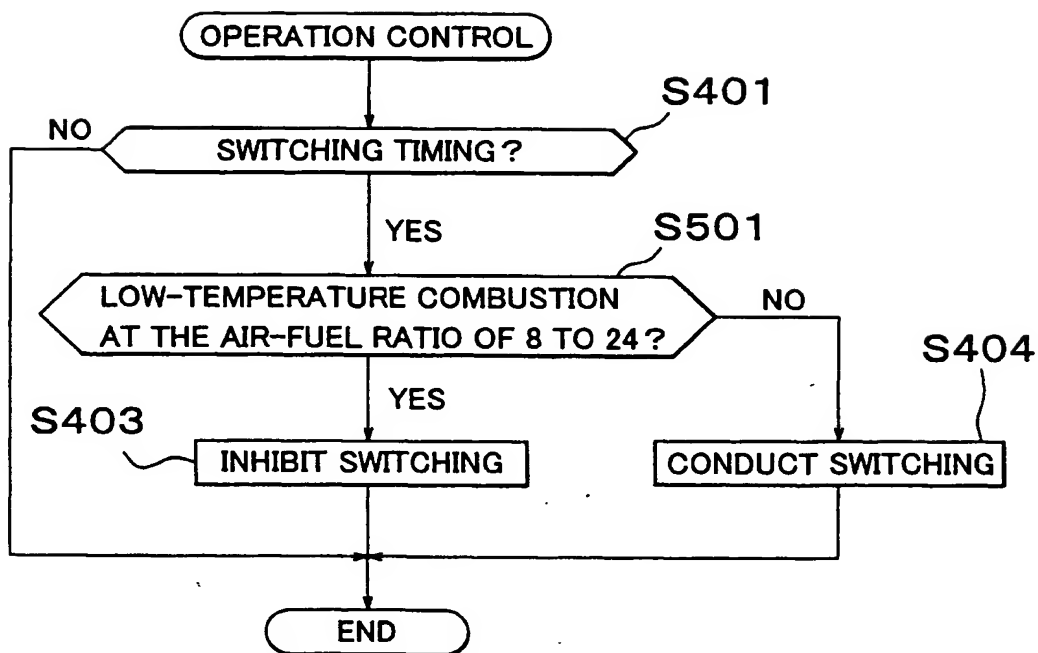 OPERATION CONTROL
S401
NO
SWITCHING TIMING?
YES
S501
LOW-TEMPERATURE COMBUSTION
AT THE AIR-FUEL RATIO OF 8 TO 24?
NO
S404
YES
S403
INHIBIT SWITCHING
CONDUCT SWITCHING
END